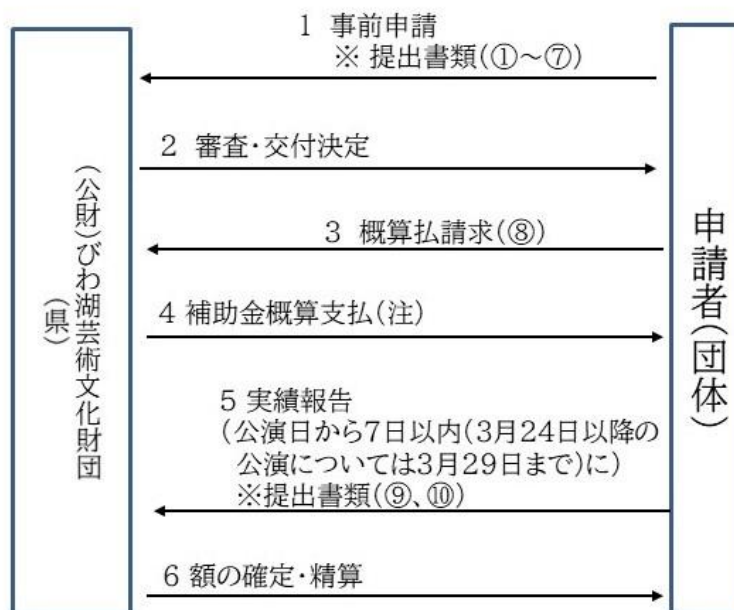 1 事前申請
※ 提出書類(①～⑦)
2 審査・交付決定
3 概算払請求(⑧)
4 補助金概算支払(注)
5 実績報告
(公演日から7日以内(3月24日以降の
公演については3月29日まで)に)
※提出書類(⑨、⑩)
6 額の確定・精算
(公財)びわ湖芸術文化財団
(県)
申請者(団体)